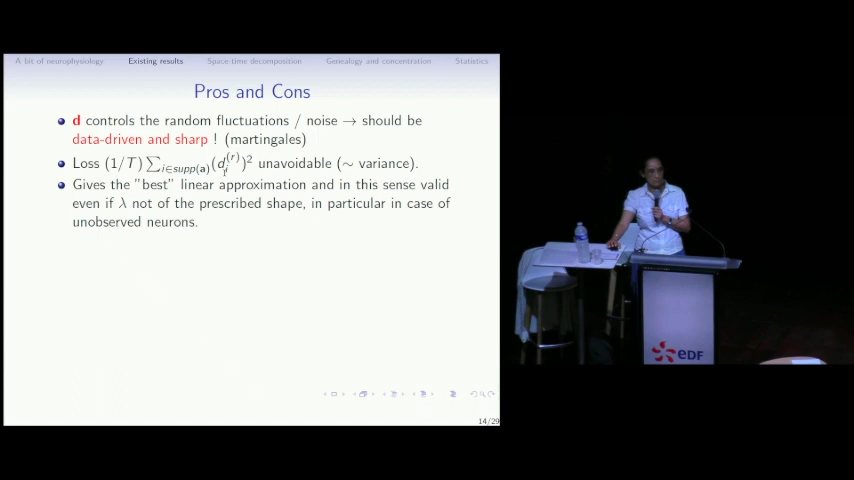 A bit of neurophysiology Existing results Space-time decomposition Genealogy and concentration Statistics
Pros and Cons
d controls the random fluctuations / noise → should be
data-driven and sharp ! (martingales)
Loss (1/T) ∑_{i∈supp(a)} (d_i^{(r)})² unavoidable (∼ variance).
Gives the "best" linear approximation and in this sense valid
even if λ not of the prescribed shape, in particular in case of
unobserved neurons.
14/29
eDF